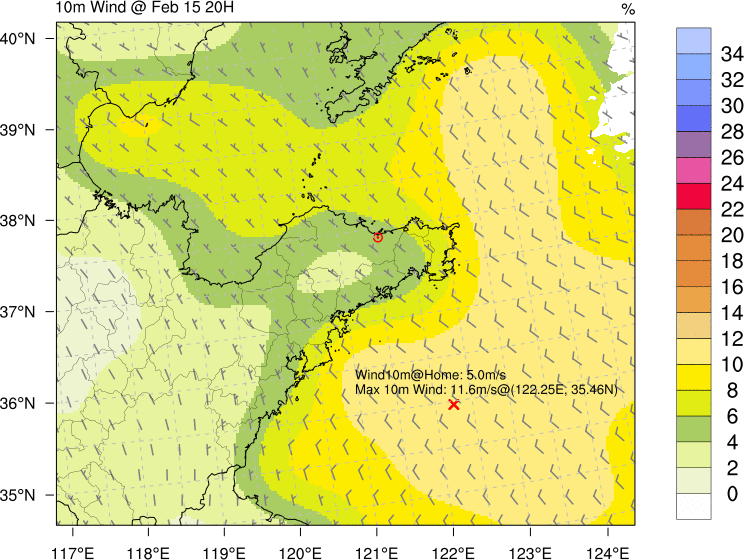 10m Wind @ Feb 15 20H
%
40°N
39°N
38°N
37°N
36°N
35°N
117°E
118°E
119°E
120°E
121°E
122°E
123°E
124°E
Wind10m@Home: 5.0m/s
Max 10m Wind: 11.6m/s@(122.25E, 35.46N)
34
32
30
28
26
24
22
20
18
16
14
12
10
8
6
4
2
0